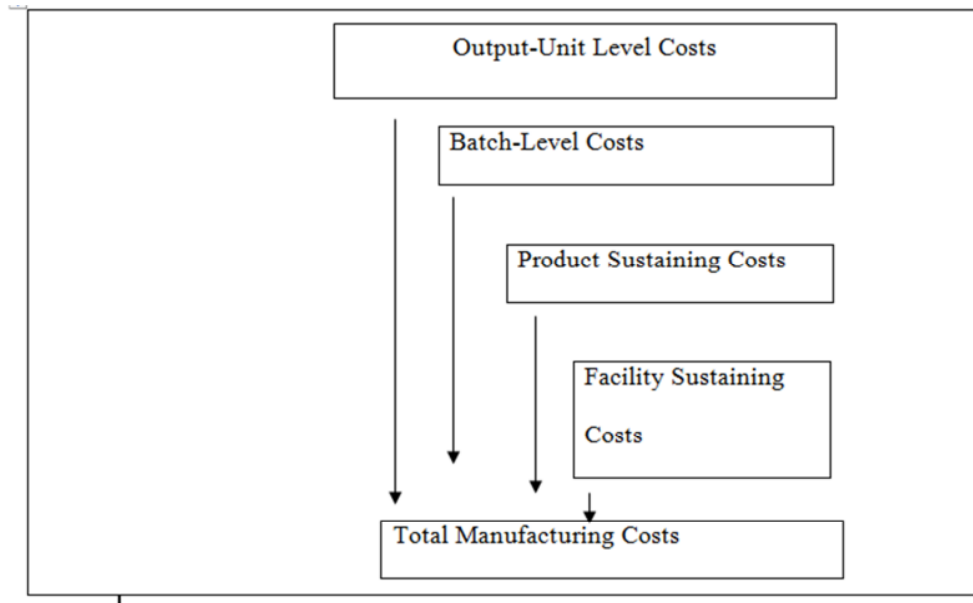 Output-Unit Level Costs
Batch-Level Costs
Product Sustaining Costs
Facility Sustaining
Costs
Total Manufacturing Costs